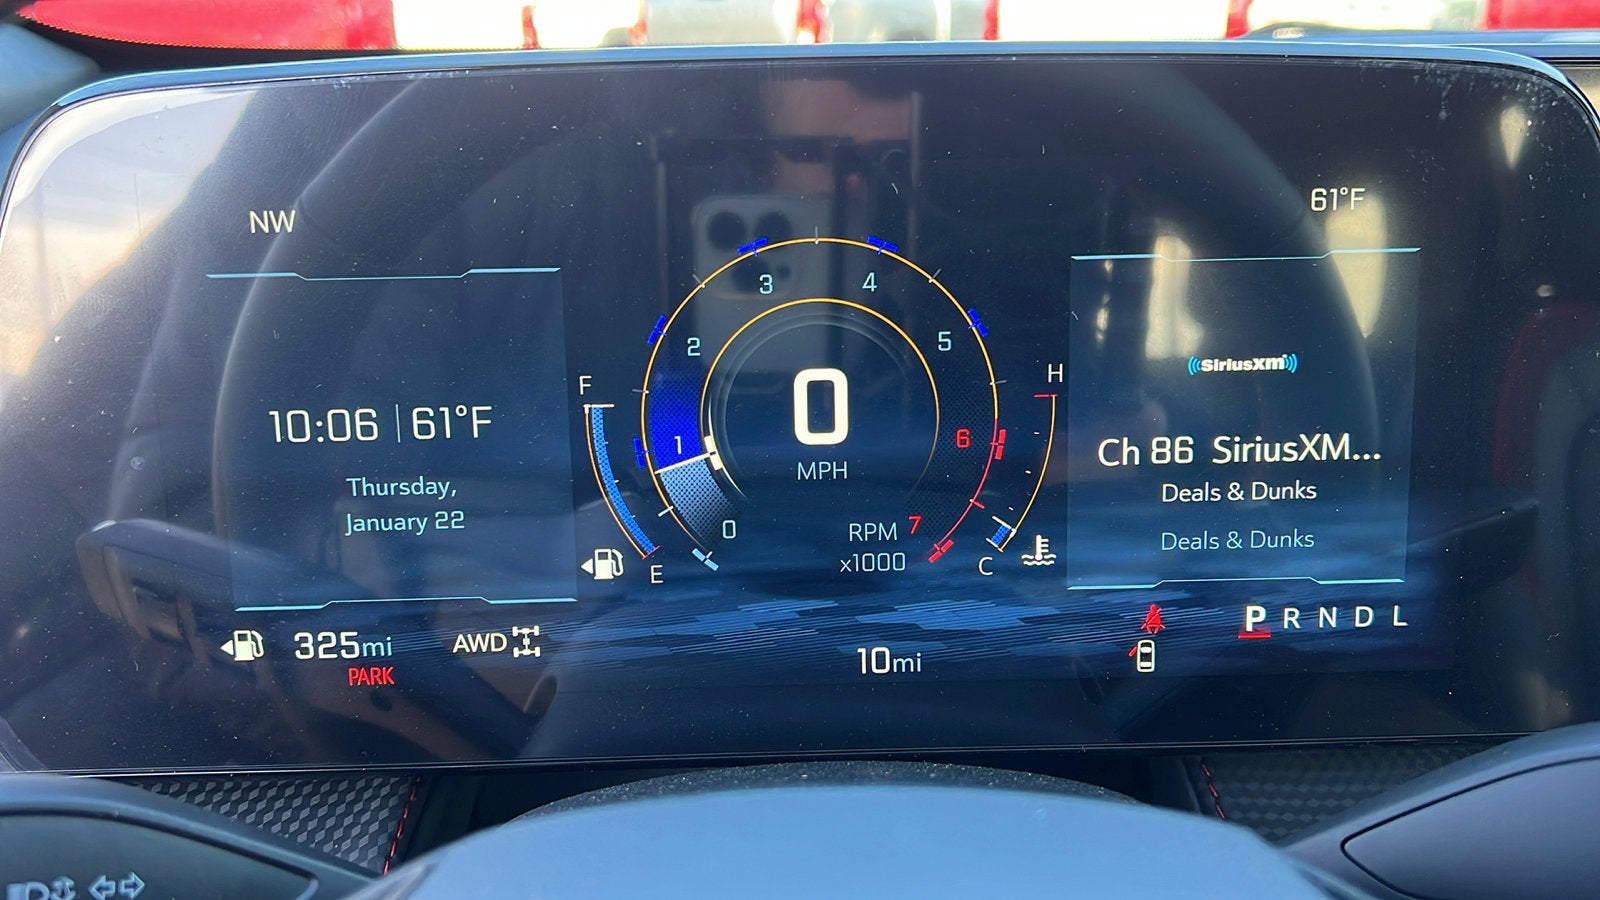 NW
61°F
10:06 | 61°F
Thursday,
January 22
F
E
0
1
2
3
4
5
6
7
0
MPH
RPM
x1000
H
C
((SiriusXM))
Ch 86 SiriusXM...
Deals & Dunks
Deals & Dunks
325mi
PARK
AWD
10mi
P R N D L